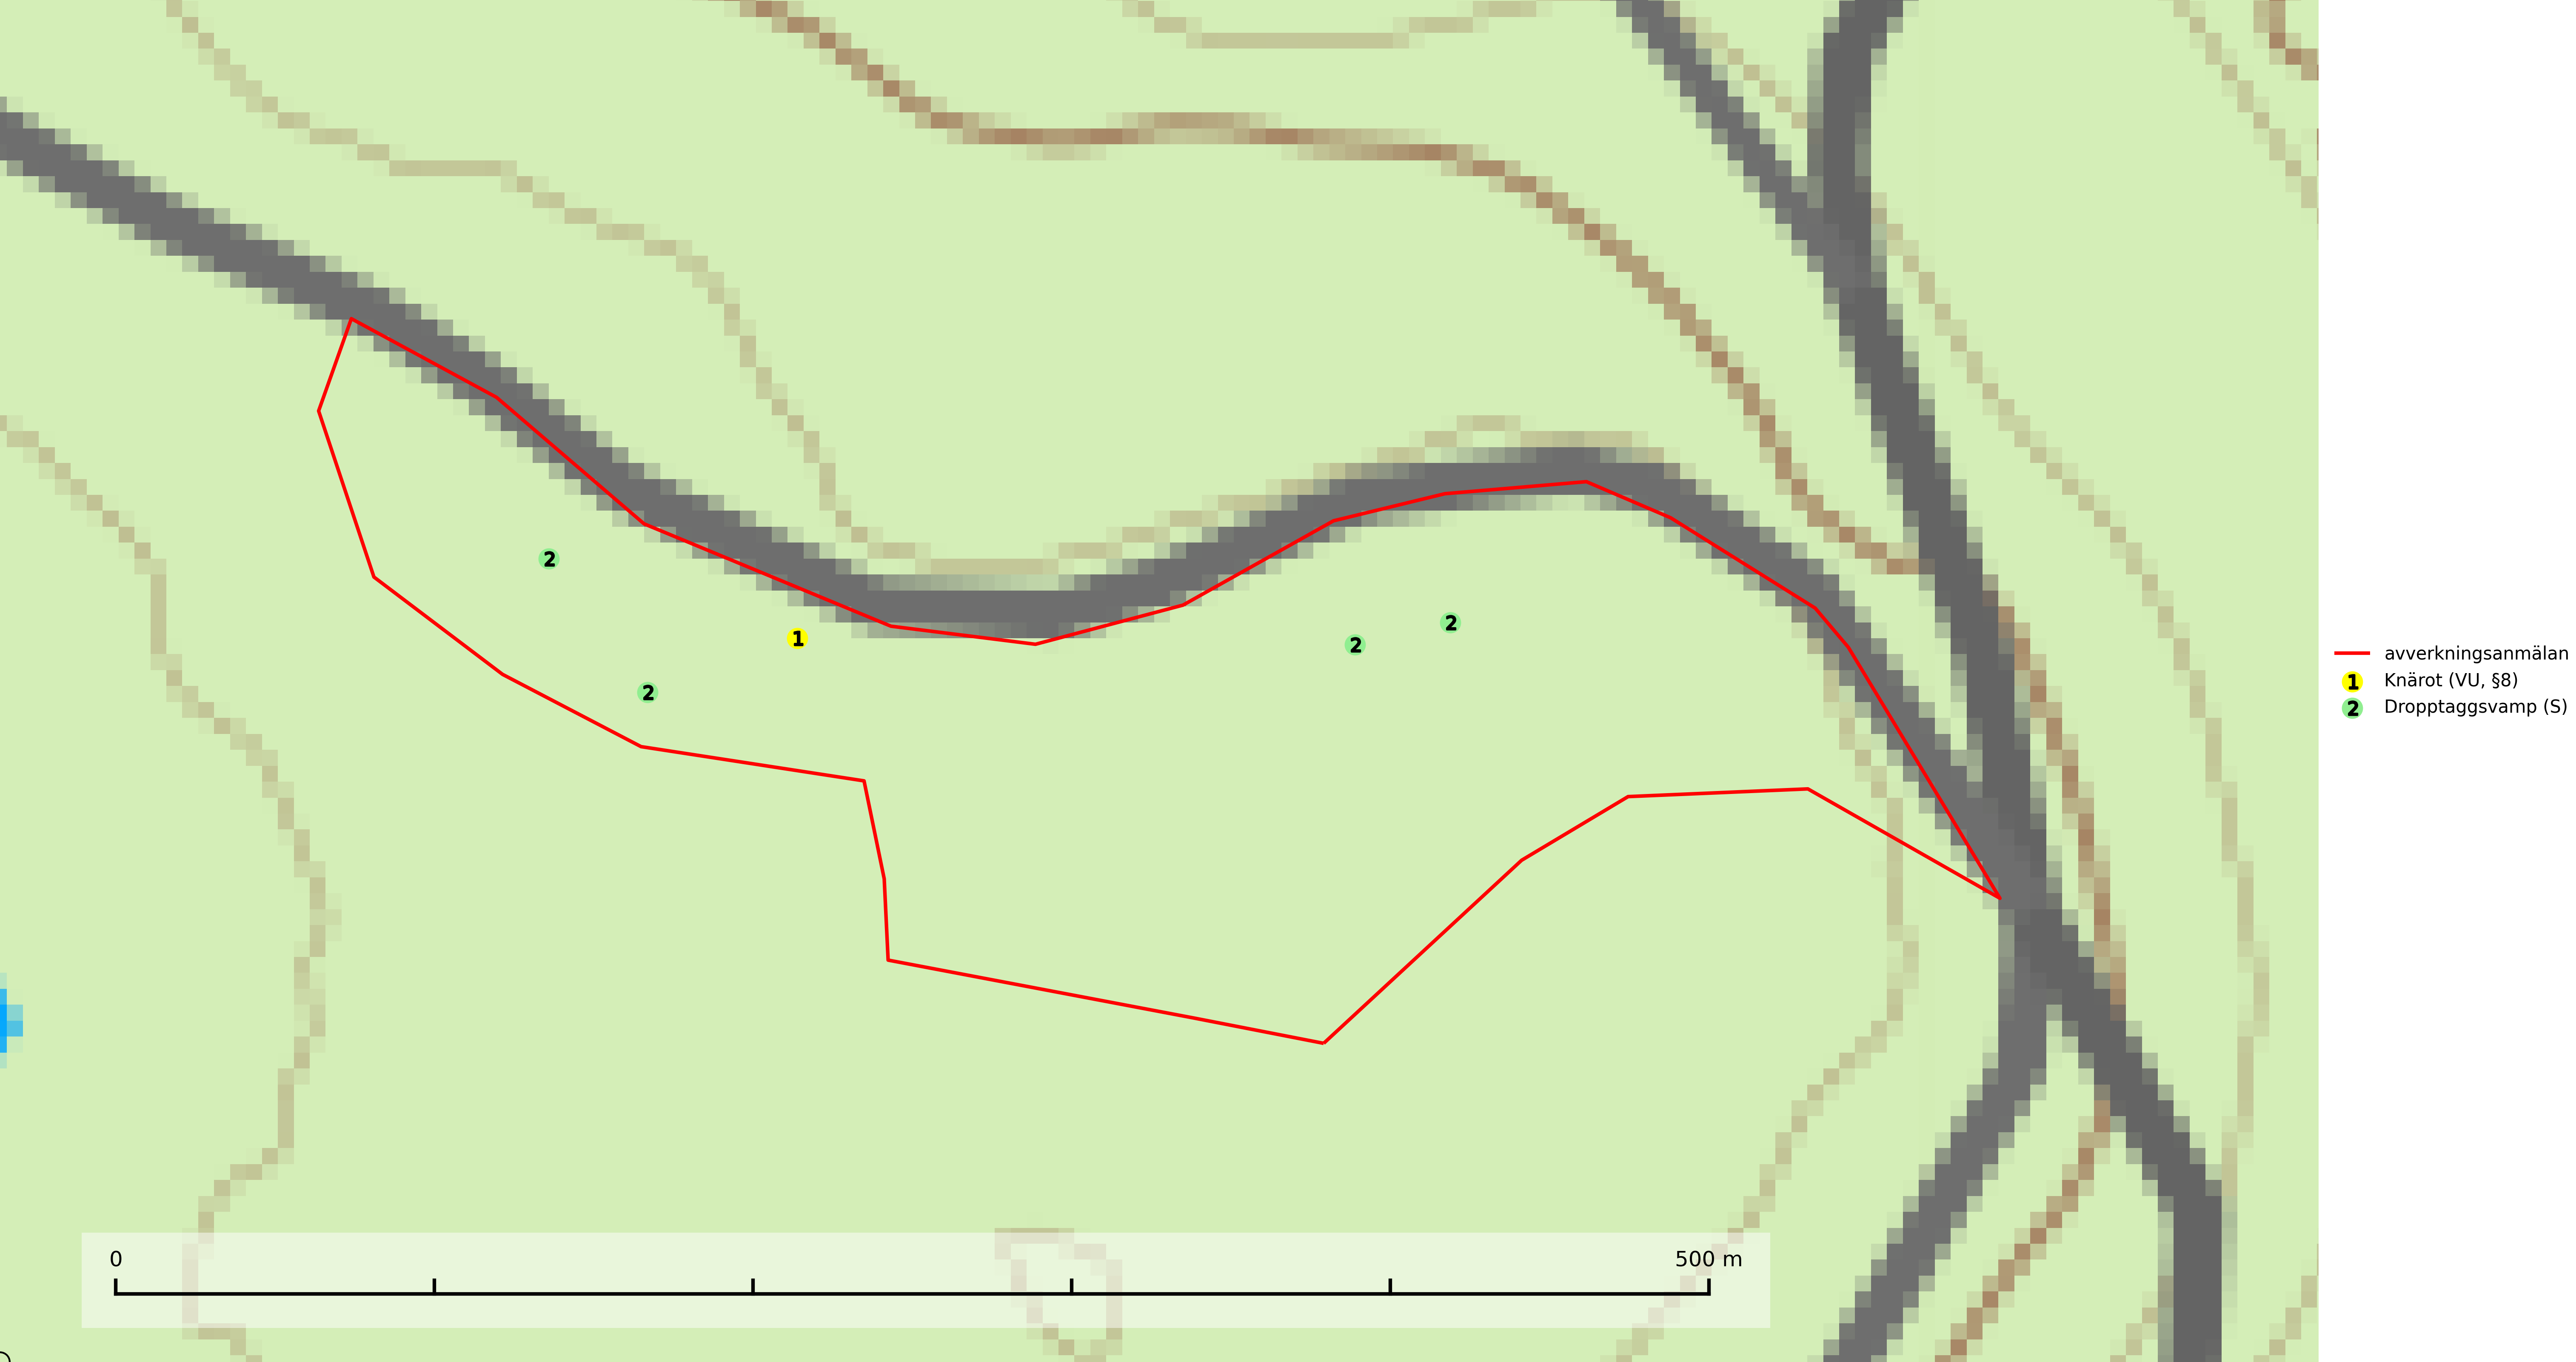 2
1
2
2
2
avverkningsanmälan
1 Knärot (VU, §8)
2 Dropptaggsvamp (S)
0 500 m